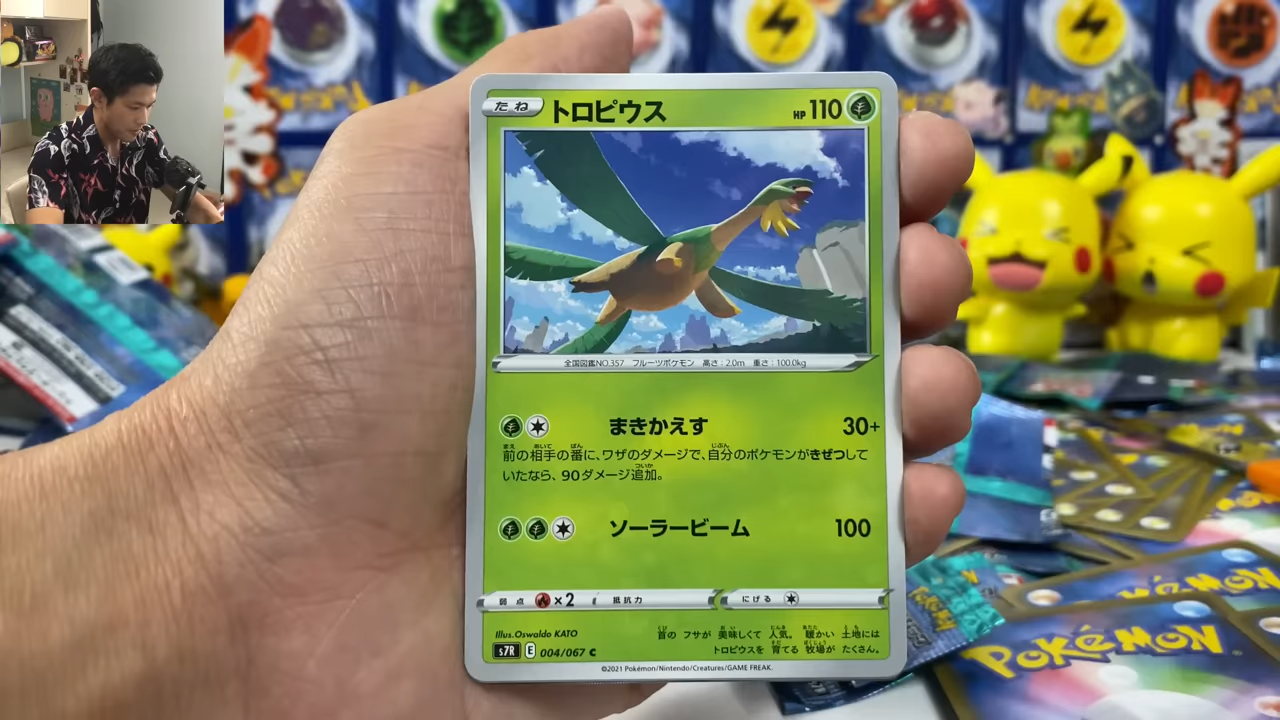 たね トロピウス HP 110
全国図鑑NO.357 フルーツポケモン 高さ:2.0m 重さ:100.0kg
まきかえす 30+
前の相手の番に、ワザのダメージで、自分のポケモンがきぜつして
いたなら、90ダメージ追加。
ソーラービーム 100
弱点 ×2 抵抗力 にげる
Illus.Oswaldo KATO
首の フサが 美味しくて 人気。 暖かい 土地には
トロピウスを 育てる 牧場が たくさん。
s7R E 004/067 C
©2021 Pokémon/Nintendo/Creatures/GAME FREAK.
POKéMON